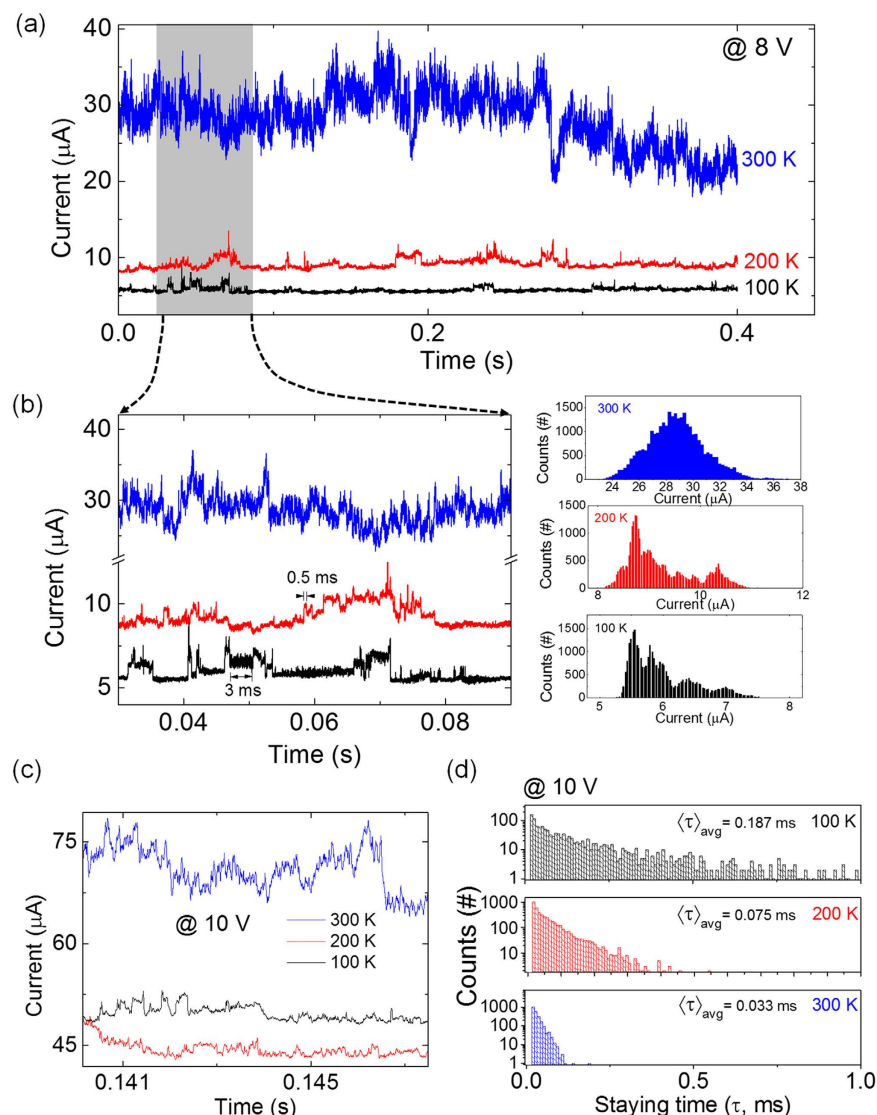 (a)
40
30
20
10
Current (μA)
@ 8 V
300 K
200 K
100 K
0.0
0.2
0.4
Time (s)
(b)
40
30
10
5
Current (μA)
0.5 ms
3 ms
0.04
0.06
0.08
Time (s)
1500
1000
500
0
Counts (#)
300 K
24 26 28 30 32 34 36 38
Current (μA)
1500
1000
500
0
Counts (#)
200 K
8 10 12
Current (μA)
1500
1000
500
0
Counts (#)
100 K
5 6 7 8
Current (μA)
(c)
75
60
45
Current (μA)
@ 10 V
300 K
200 K
100 K
0.141
0.145
Time (s)
(d)
@ 10 V
Counts (#)
100
10
1
⟨τ⟩avg = 0.187 ms 100 K
1000
100
10
⟨τ⟩avg = 0.075 ms 200 K
1000
100
10
1
⟨τ⟩avg = 0.033 ms 300 K
0.0 0.5 1.0
Staying time (τ, ms)